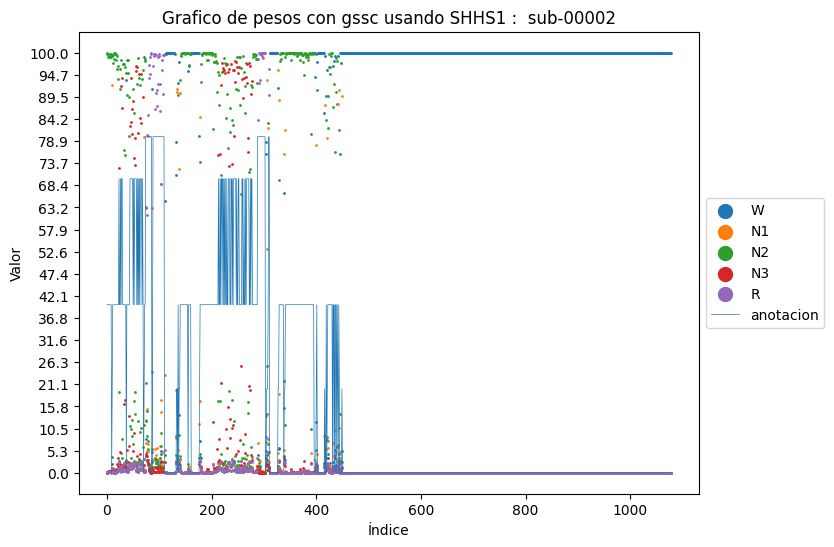 Grafico de pesos con gssc usando SHHS1 :  sub-00002
Valor
100.0
94.7
89.5
84.2
78.9
73.7
68.4
63.2
57.9
52.6
47.4
42.1
36.8
31.6
26.3
21.1
15.8
10.5
5.3
0.0
0 200 400 600 800 1000
Índice
W
N1
N2
N3
R
anotacion